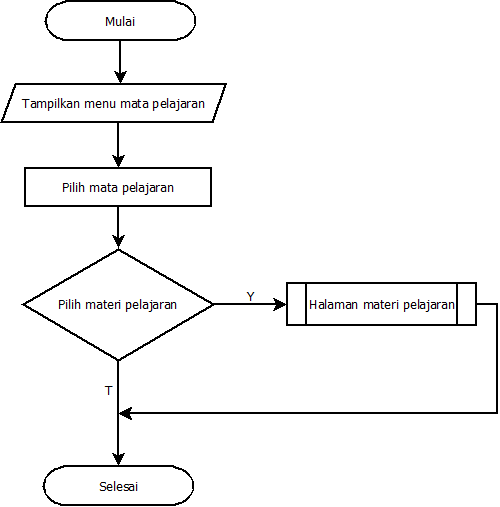 Mulai
Tampilkan menu mata pelajaran
Pilih mata pelajaran
Pilih materi pelajaran
Y
Halaman materi pelajaran
T
Selesai